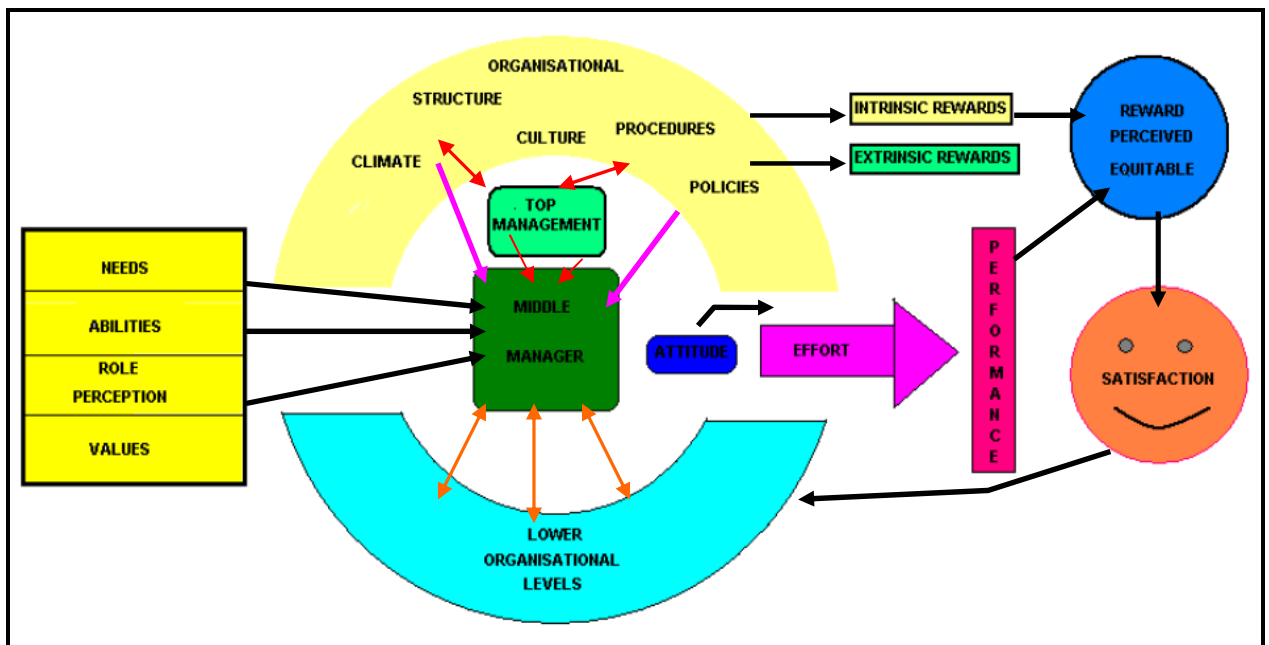 ORGANISATIONAL
STRUCTURE
CULTURE
PROCEDURES
CLIMATE
POLICIES
TOP
MANAGEMENT
NEEDS
ABILITIES
ROLE
PERCEPTION
VALUES
MIDDLE
MANAGER
ATTITUDE
EFFORT
PERFORMANCE
INTRINSIC REWARDS
EXTRINSIC REWARDS
REWARD
PERCEIVED
EQUITABLE
SATISFACTION
LOWER
ORGANISATIONAL
LEVELS